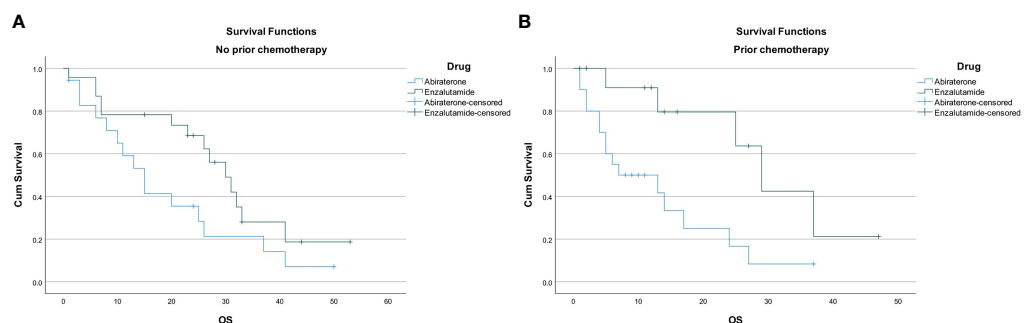 A
Survival Functions
No prior chemotherapy
Cum Survival
1.0
0.8
0.6
0.4
0.2
0.0
0 10 20 30 40 50 60
OS
Drug
Abiraterone
Enzalutamide
Abiraterone-censored
Enzalutamide-censored
B
Survival Functions
Prior chemotherapy
Cum Survival
1.0
0.8
0.6
0.4
0.2
0.0
0 10 20 30 40 50
OS
Drug
Abiraterone
Enzalutamide
Abiraterone-censored
Enzalutamide-censored